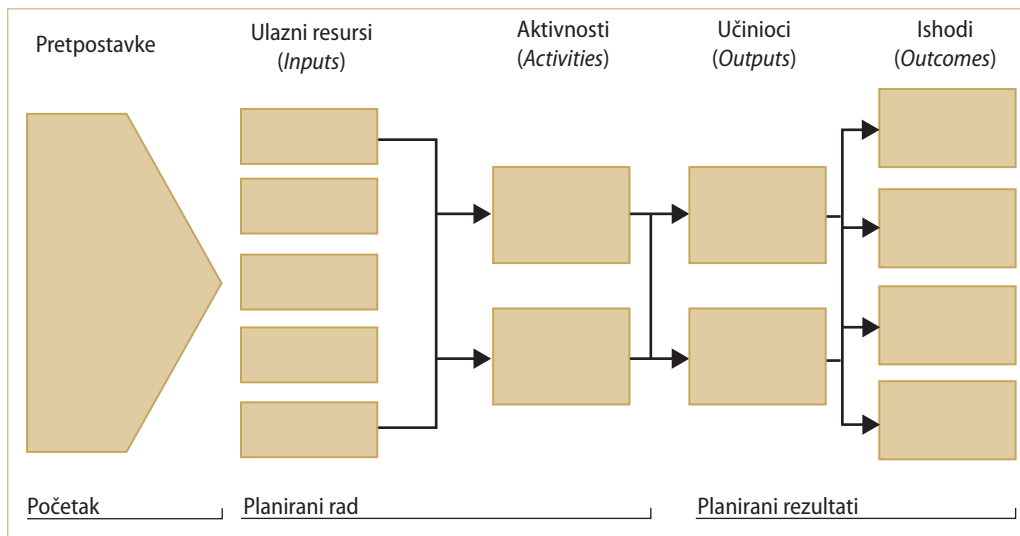 Pretpostavke
Ulazni resursi
(Inputs)
Aktivnosti
(Activities)
Učinioci
(Outputs)
Ishodi
(Outcomes)
Početak
Planirani rad
Planirani rezultati